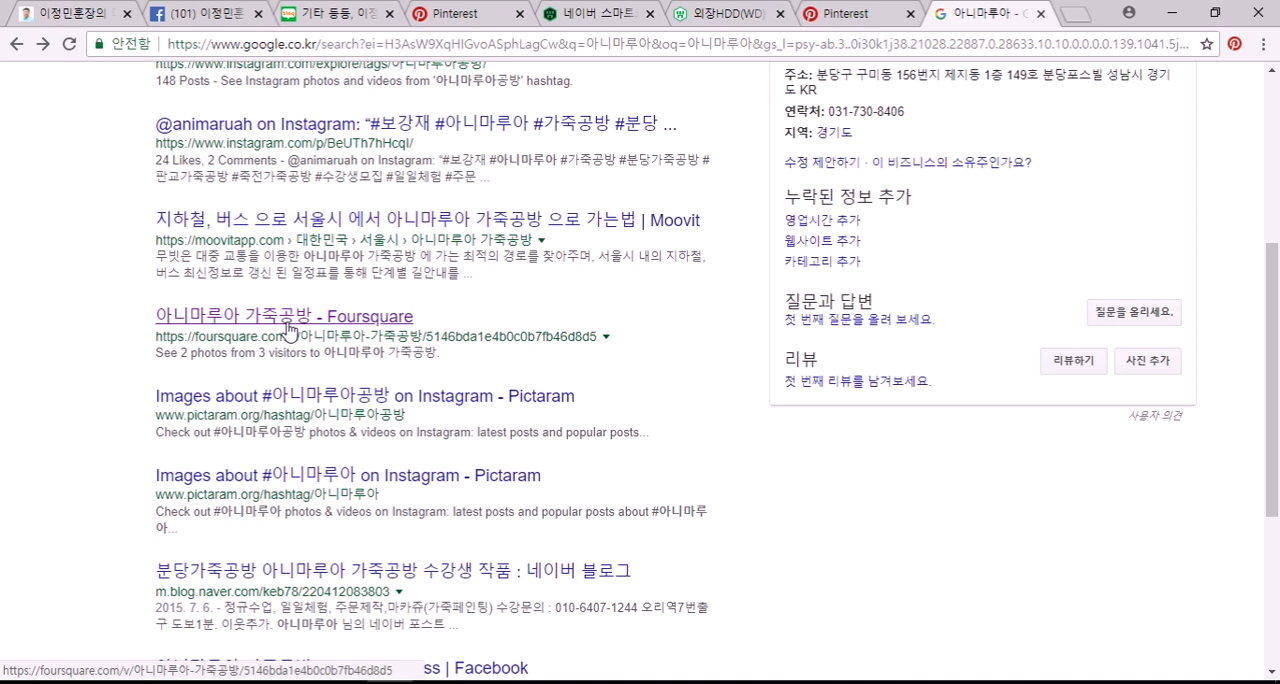 이정민훈장의
(101) 이정민훈
기타 등등, 이정
Pinterest
네이버 스마트
외장HDD(WD)
Pinterest
아니마루아 - G
안전함
https://www.google.co.kr/search?ei=H3AsW9XqHIGvoASphLagCw&q=아니마루아&oq=아니마루아&gs_l=psy-ab.3..0i30k1j38.21028.22887.0.28633.10.10.0.0.0.0.139.1041.5j...
https://www.instagram.com/explore/tags/아니마루아공방/
148 Posts - See Instagram photos and videos from '아니마루아공방' hashtag.
@animaruah on Instagram: “#보강재 #아니마루아 #가죽공방 #분당 ...
https://www.instagram.com/p/BeUTh7hHcqI/
24 Likes, 2 Comments - @animaruah on Instagram: “#보강재 #아니마루아 #가죽공방 #분당가죽공방 #
판교가죽공방 #죽전가죽공방 #수강생모집 #일일체험 #주문 ...
지하철, 버스 으로 서울시 에서 아니마루아 가죽공방 으로 가는법 | Moovit
https://moovitapp.com › 대한민국 › 서울시 › 아니마루아 가죽공방
무빗은 대중 교통을 이용한 아니마루아 가죽공방 에 가는 최적의 경로를 찾아주며, 서울시 내의 지하철,
버스 최신정보로 갱신 된 일정표를 통해 단계별 길안내를 ...
아니마루아 가죽공방 - Foursquare
https://foursquare.com /아니마루아-가죽공방/5146bda1e4b0c0b7fb46d8d5
See 2 photos from 3 visitors to 아니마루아 가죽공방.
Images about #아니마루아공방 on Instagram - Pictaram
www.pictaram.org/hashtag/아니마루아공방
Check out #아니마루아공방 photos & videos on Instagram: latest posts and popular posts...
Images about #아니마루아 on Instagram - Pictaram
www.pictaram.org/hashtag/아니마루아
Check out #아니마루아 photos & videos on Instagram: latest posts and popular posts about #아니마루
아...
분당가죽공방 아니마루아 가죽공방 수강생 작품 : 네이버 블로그
m.blog.naver.com/keb78/220412083803
2015. 7. 6. - 정규수업, 일일체험, 주문제작,마카쥬(가죽페인팅) 수강문의 : 010-6407-1244 오리역7번출
구 도보1분. 이웃추가. 아니마루아 님의 네이버 포스트 ...
ss | Facebook
https://foursquare.com/v/아니마루아-가죽공방/5146bda1e4b0c0b7fb46d8d5
주소: 분당구 구미동 156번지 제지동 1층 149호 분당포스빌 성남시 경기
도 KR
연락처: 031-730-8406
지역: 경기도
수정 제안하기 · 이 비즈니스의 소유주인가요?
누락된 정보 추가
영업시간 추가
웹사이트 추가
카테고리 추가
질문과 답변
첫 번째 질문을 올려 보세요.
질문을 올리세요.
리뷰
첫 번째 리뷰를 남겨보세요.
리뷰하기
사진 추가
사용자 의견